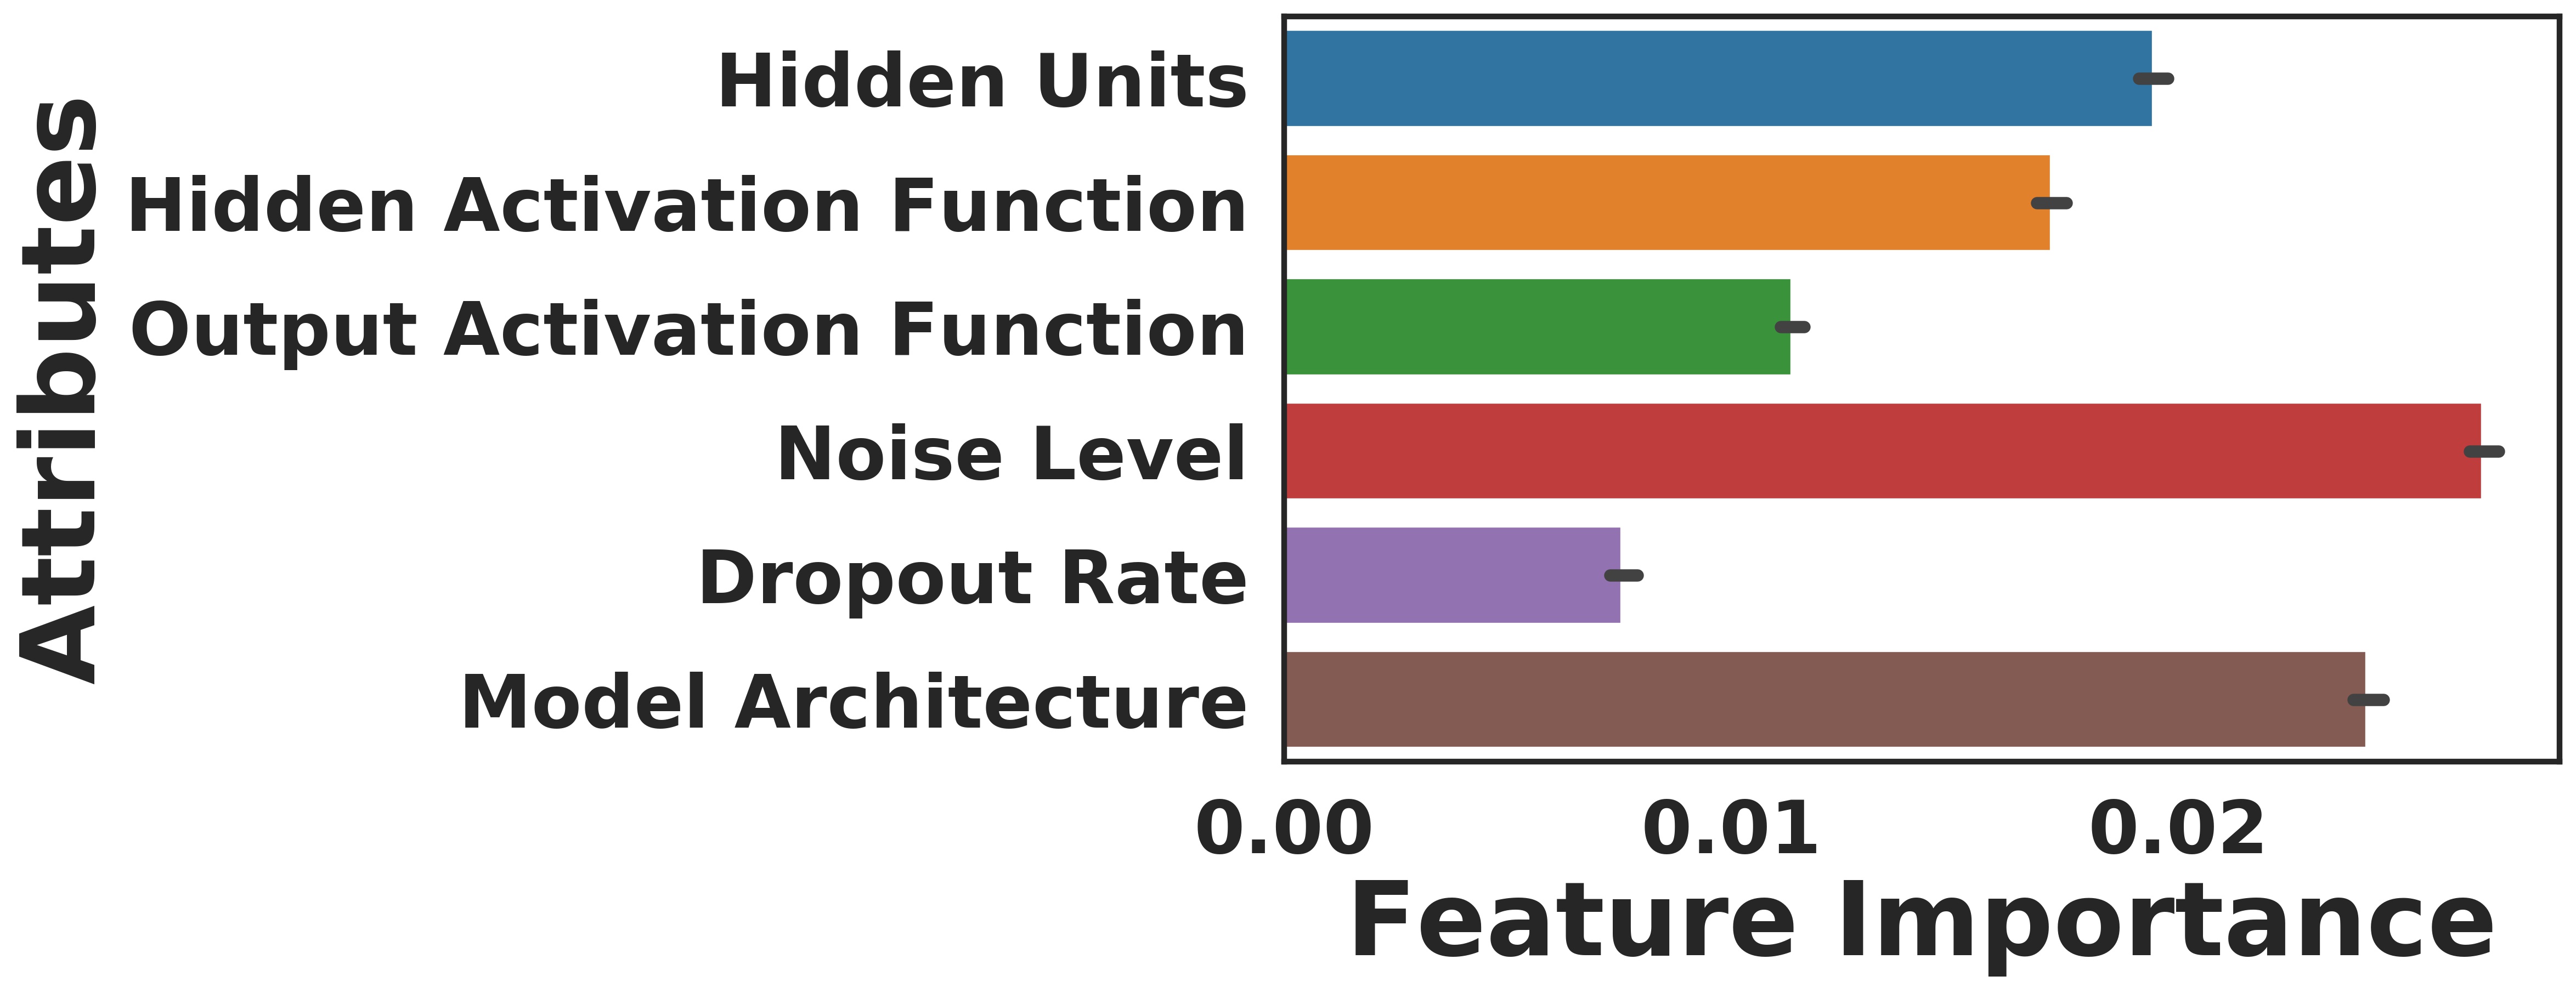 Attributes
Hidden Units
Hidden Activation Function
Output Activation Function
Noise Level
Dropout Rate
Model Architecture
0.00 0.01 0.02
Feature Importance